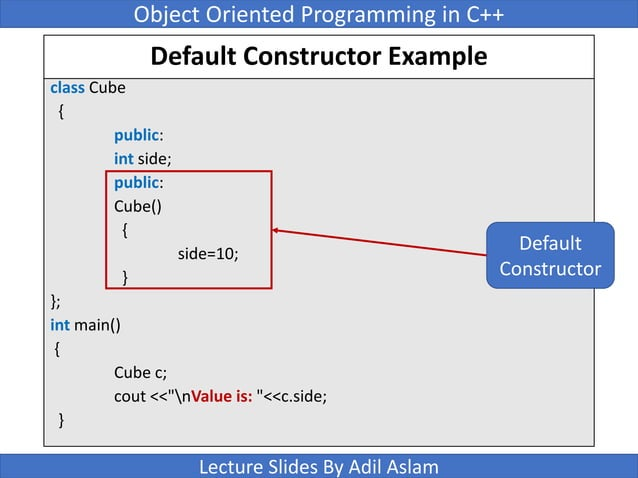 Object Oriented Programming in C++
Default Constructor Example
class Cube
{
public:
int side;
public:
Cube()
{
side=10;
}
};
int main()
{
Cube c;
cout <<"\nValue is: "<<c.side;
}
Default
Constructor
Lecture Slides By Adil Aslam